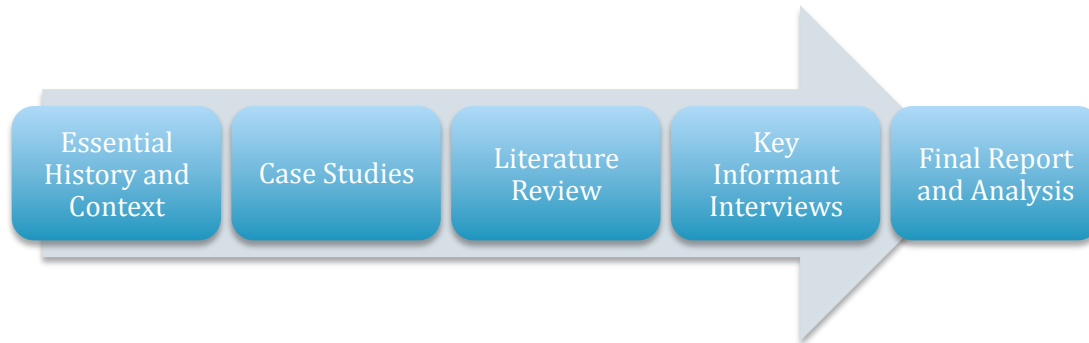 Essential
History and
Context
Case Studies
Literature
Review
Key
Informant
Interviews
Final Report
and Analysis